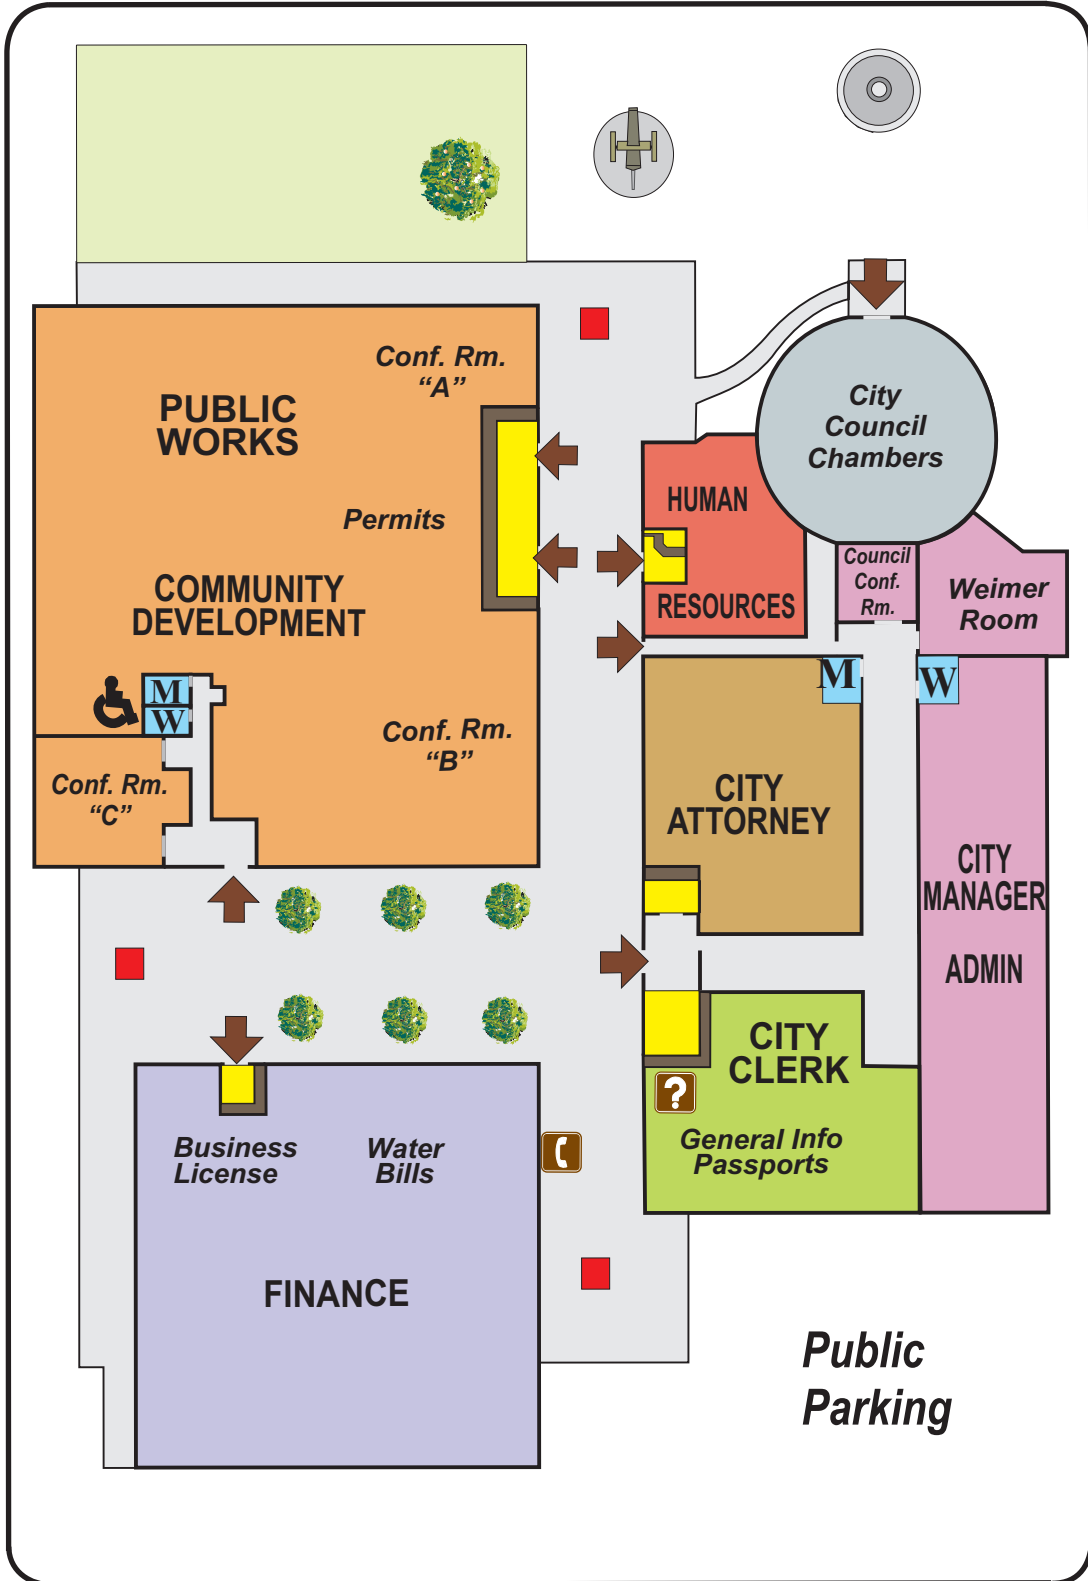 Conf. Rm.
“A”
PUBLIC
WORKS
Permits
COMMUNITY
DEVELOPMENT
M
W
Conf. Rm.
“B”
Conf. Rm.
“C”
City
Council
Chambers
HUMAN
RESOURCES
Council
Conf.
Rm.
Weimer
Room
M
W
CITY
ATTORNEY
CITY
MANAGER
ADMIN
CITY
CLERK
?
General Info
Passports
Business
License
Water
Bills
FINANCE
Public
Parking